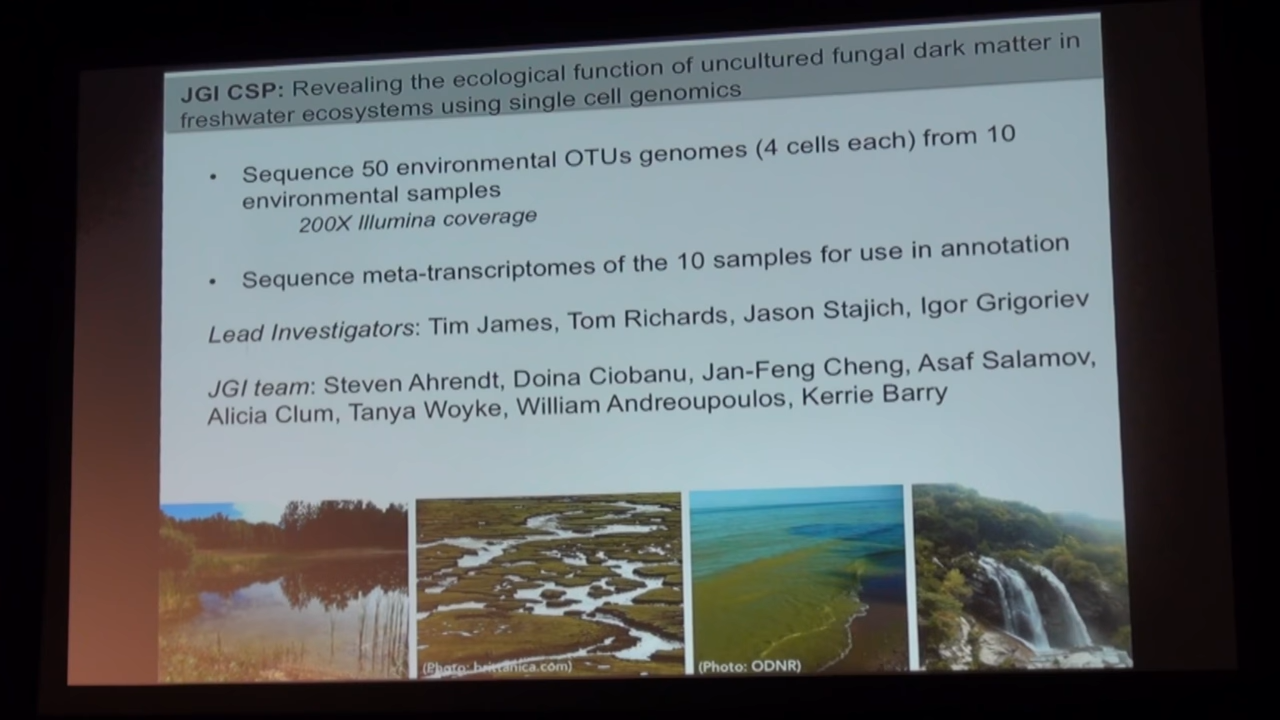 JGI CSP: Revealing the ecological function of uncultured fungal dark matter in
freshwater ecosystems using single cell genomics
• Sequence 50 environmental OTUs genomes (4 cells each) from 10
environmental samples
200X Illumina coverage
• Sequence meta-transcriptomes of the 10 samples for use in annotation
Lead Investigators: Tim James, Tom Richards, Jason Stajich, Igor Grigoriev
JGI team: Steven Ahrendt, Doina Ciobanu, Jan-Feng Cheng, Asaf Salamov,
Alicia Clum, Tanya Woyke, William Andreoupoulos, Kerrie Barry
(Photo: brittanica.com)
(Photo: ODNR)